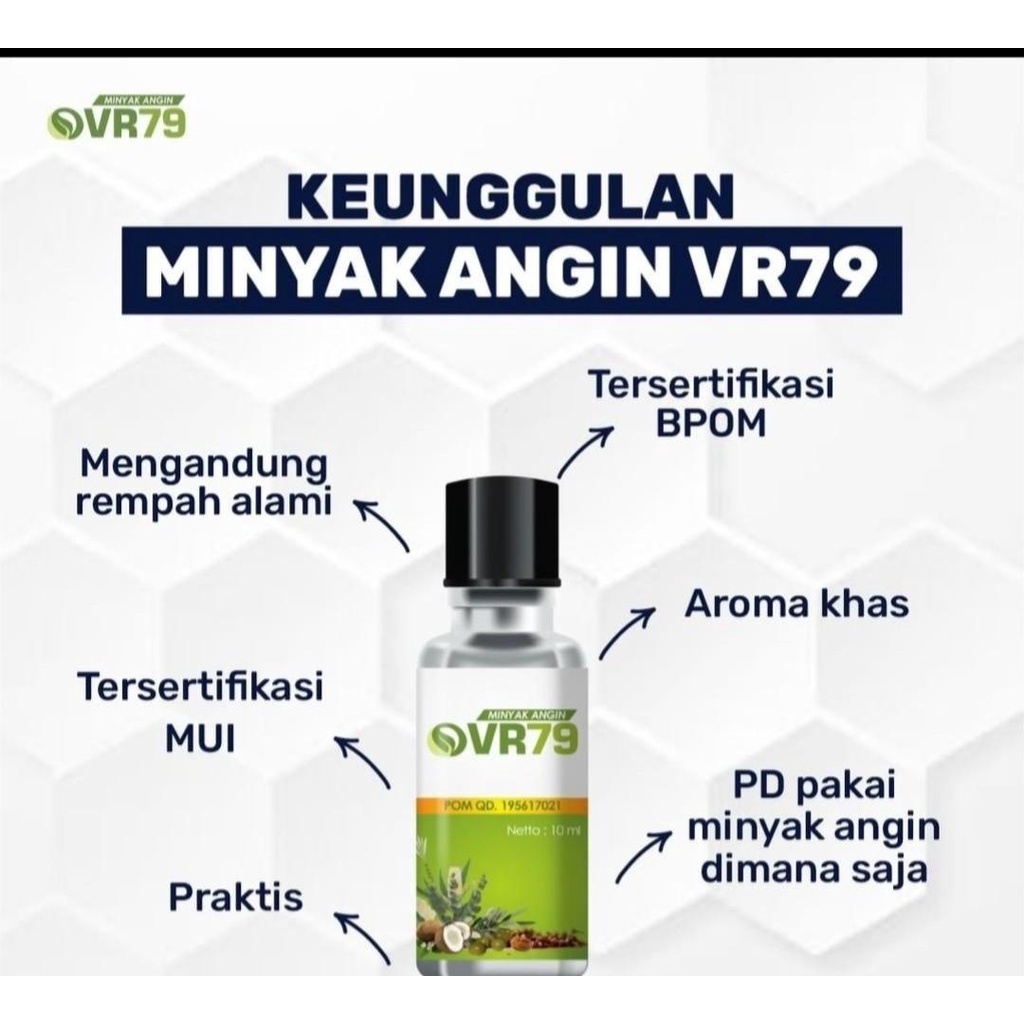 MINYAK ANGIN
VR79
KEUNGGULAN
MINYAK ANGIN VR79
Tersertifikasi
BPOM
Mengandung
rempah alami
Aroma khas
Tersertifikasi
MUI
PD pakai
minyak angin
dimana saja
Praktis
MINYAK ANGIN
VR79
POM QD. 195617021
Netto : 10 ml